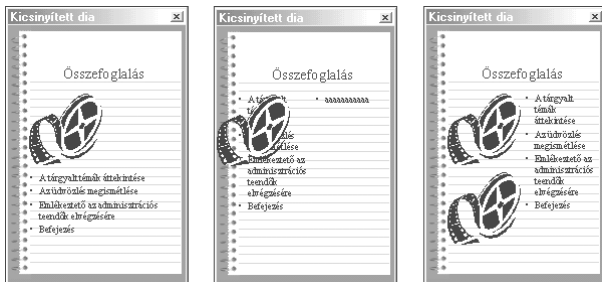 Kicsinyített dia
Összefoglalás
• A tárgyalt témák áttekintése
• Az üdvözlés megismétlése
• Emlékeztető az adminisztrációs
teendők elvégzésére
• Befejezés
Kicsinyített dia
Összefoglalás
• A
Emlékeztető az
adminisztrációs
teendők
elvégzésére
• Befejezés
• aaaaaaaaaaa
Kicsinyített dia
Összefoglalás
• A tárgyalt
témák
áttekintése
• Az üdvözlés
megismétlése
• Emlékeztető az
adminisztrációs
teendők
elvégzésére
• Befejezés